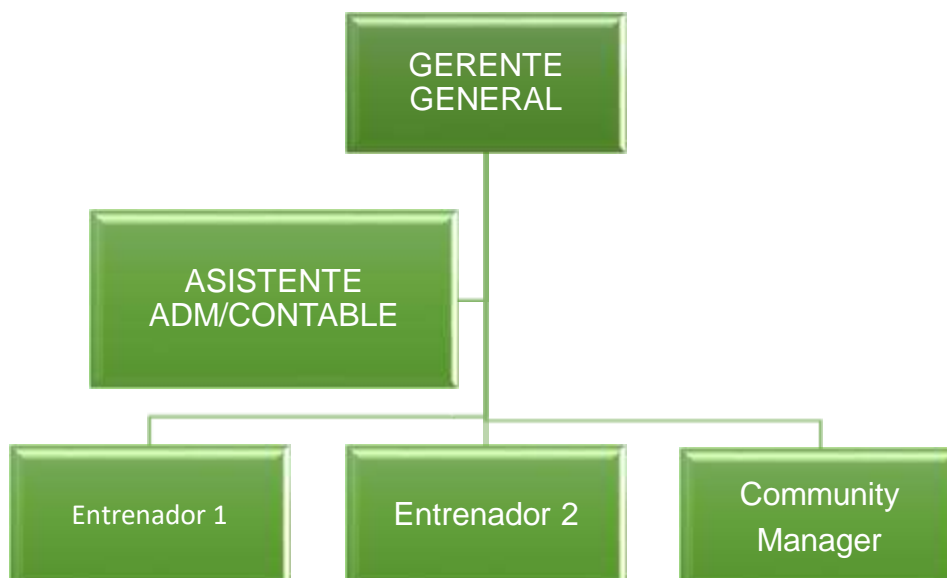 GERENTE
GENERAL
ASISTENTE
ADM/CONTABLE
Entrenador 1
Entrenador 2
Community
Manager